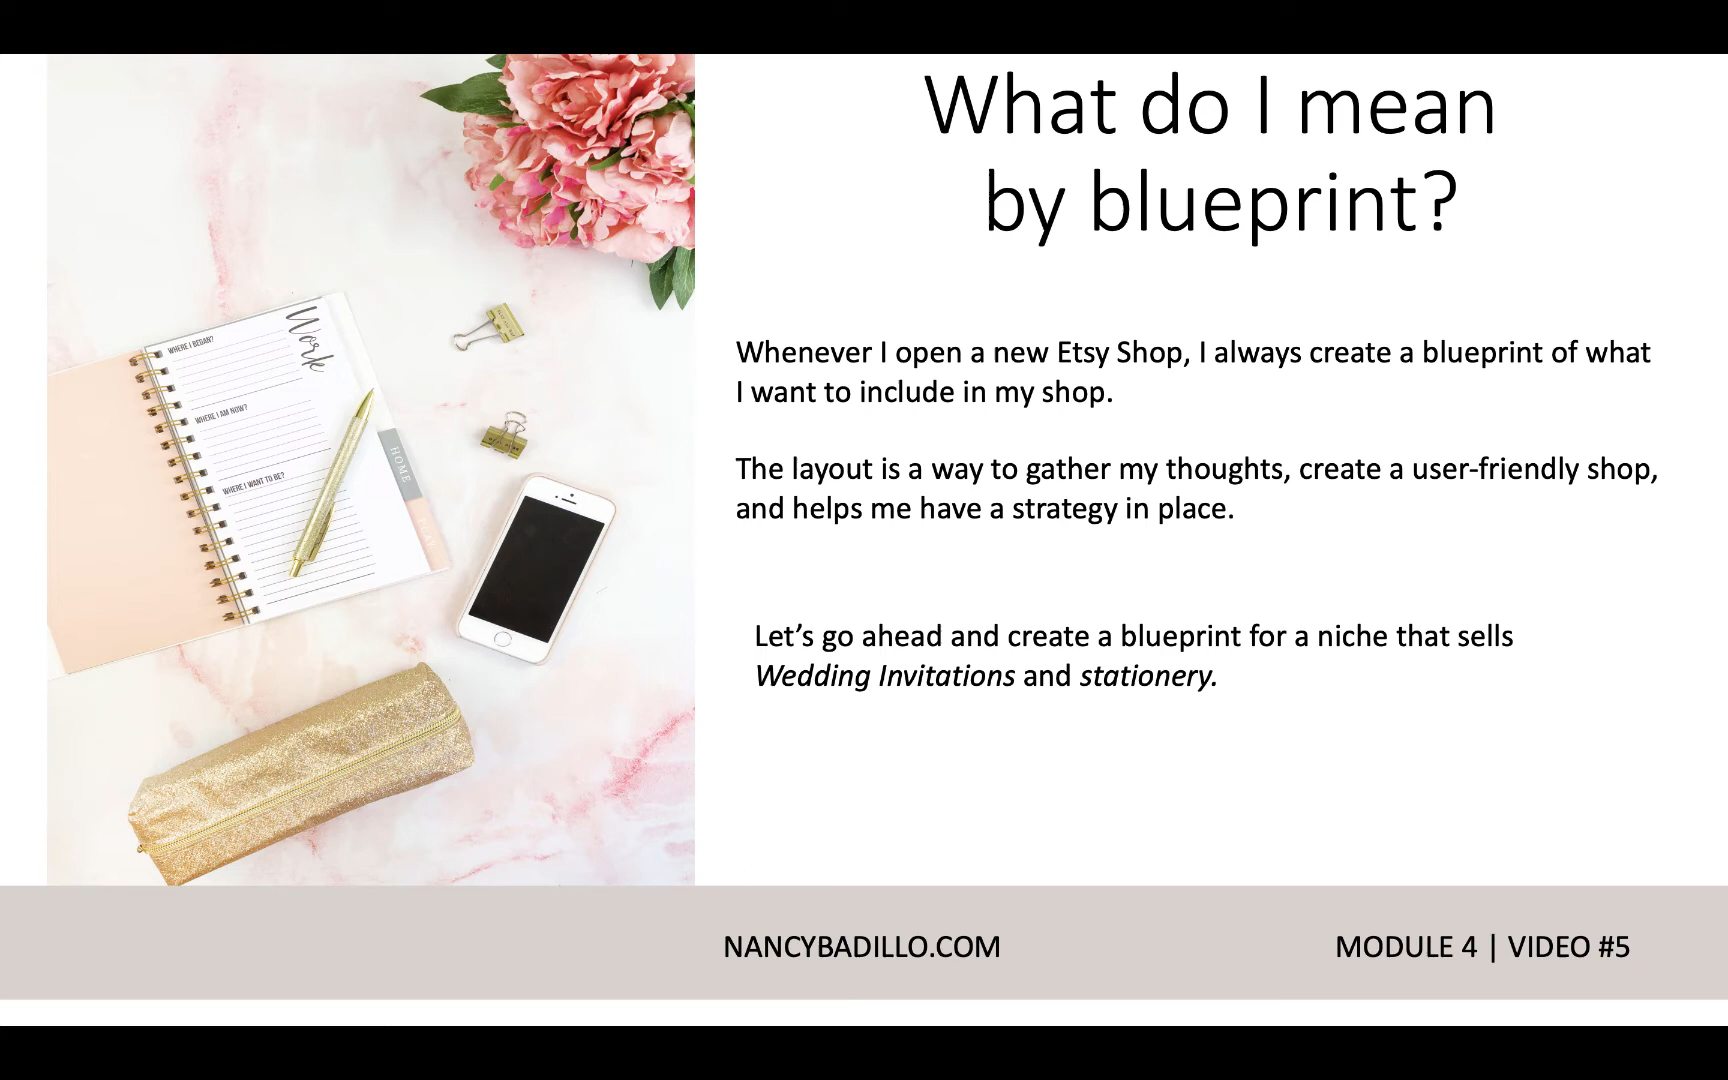 What do I mean
by blueprint?
Whenever I open a new Etsy Shop, I always create a blueprint of what
I want to include in my shop.
The layout is a way to gather my thoughts, create a user-friendly shop,
and helps me have a strategy in place.
Let’s go ahead and create a blueprint for a niche that sells
Wedding Invitations and stationery.
Work
WHERE I BEGAN?
WHERE I AM NOW?
WHERE I WANT TO BE?
HOME
PLAY
NANCYBADILLO.COM
MODULE 4 | VIDEO #5